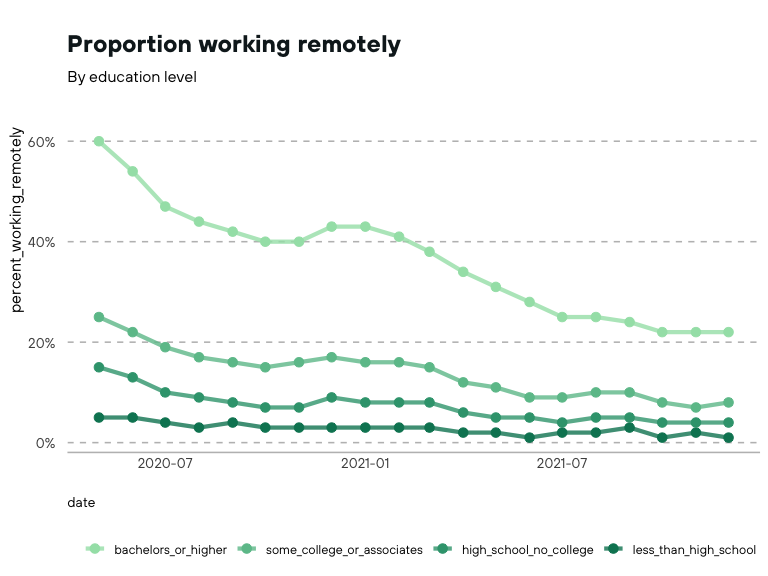 Proportion working remotely
By education level
percent_working_remotely
60%
40%
20%
0%
2020-07 2021-01 2021-07
date
bachelors_or_higher some_college_or_associates high_school_no_college less_than_high_school